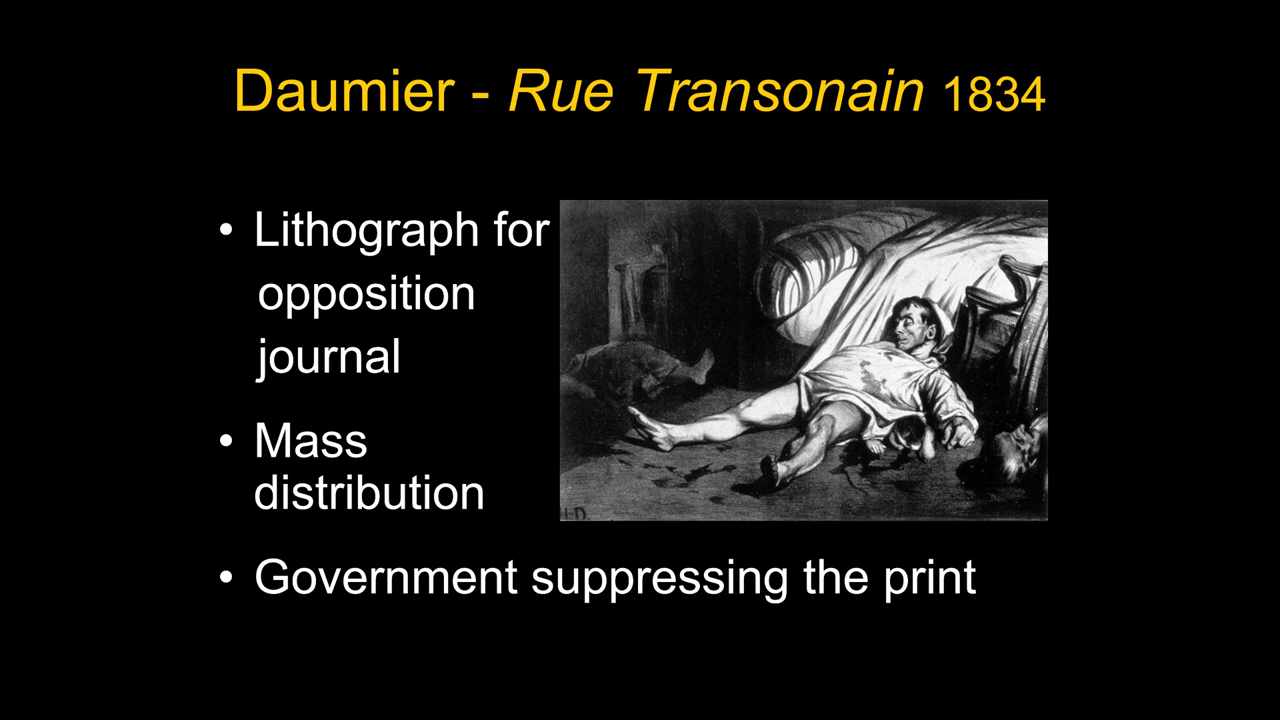 Daumier - Rue Transonain 1834
• Lithograph for
opposition
journal
• Mass
distribution
• Government suppressing the print
H.D.